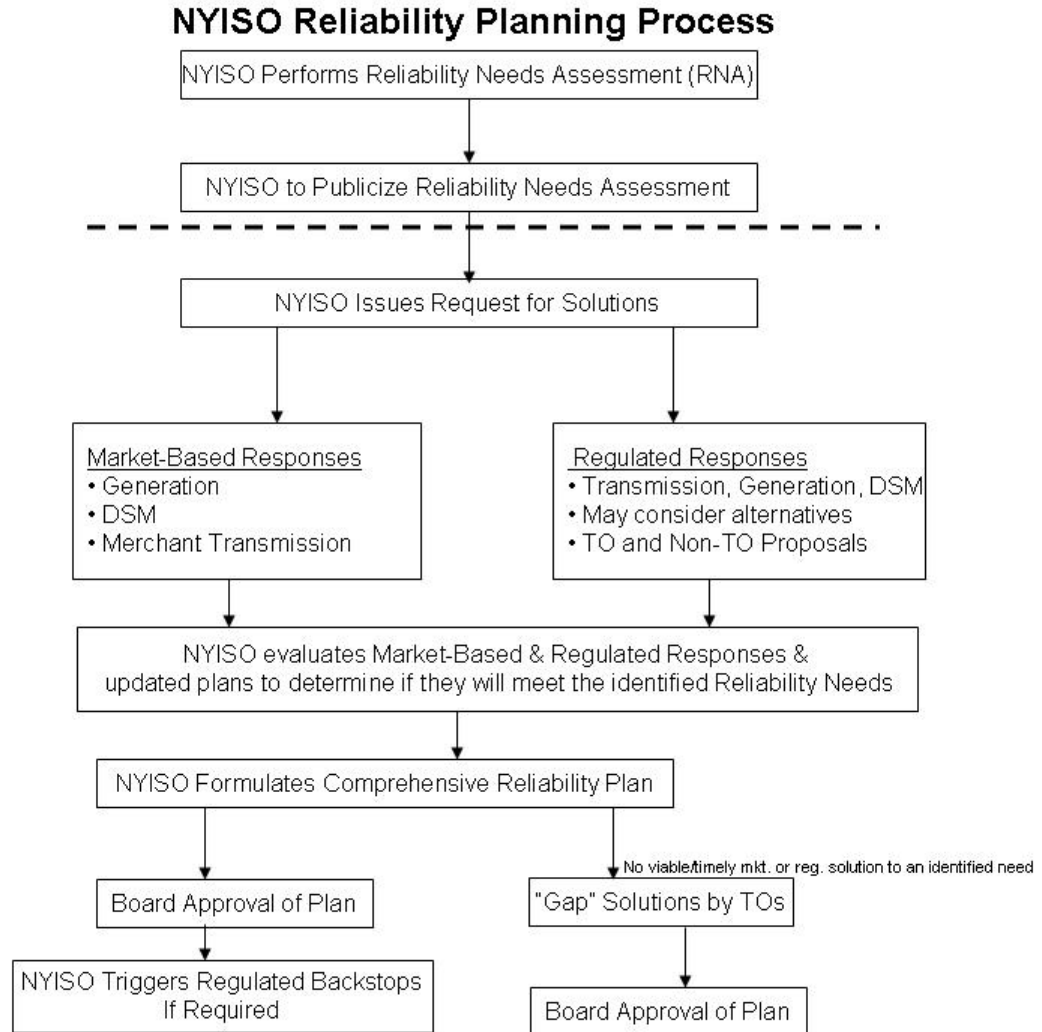 NYISO Reliability Planning Process
NYISO Performs Reliability Needs Assessment (RNA)
NYISO to Publicize Reliability Needs Assessment
NYISO Issues Request for Solutions
Market-Based Responses
• Generation
• DSM
• Merchant Transmission
Regulated Responses
• Transmission, Generation, DSM
• May consider alternatives
• TO and Non-TO Proposals
NYISO evaluates Market-Based & Regulated Responses &
updated plans to determine if they will meet the identified Reliability Needs
NYISO Formulates Comprehensive Reliability Plan
No viable/timely mkt. or reg. solution to an identified need
Board Approval of Plan
"Gap" Solutions by TOs
NYISO Triggers Regulated Backstops
If Required
Board Approval of Plan